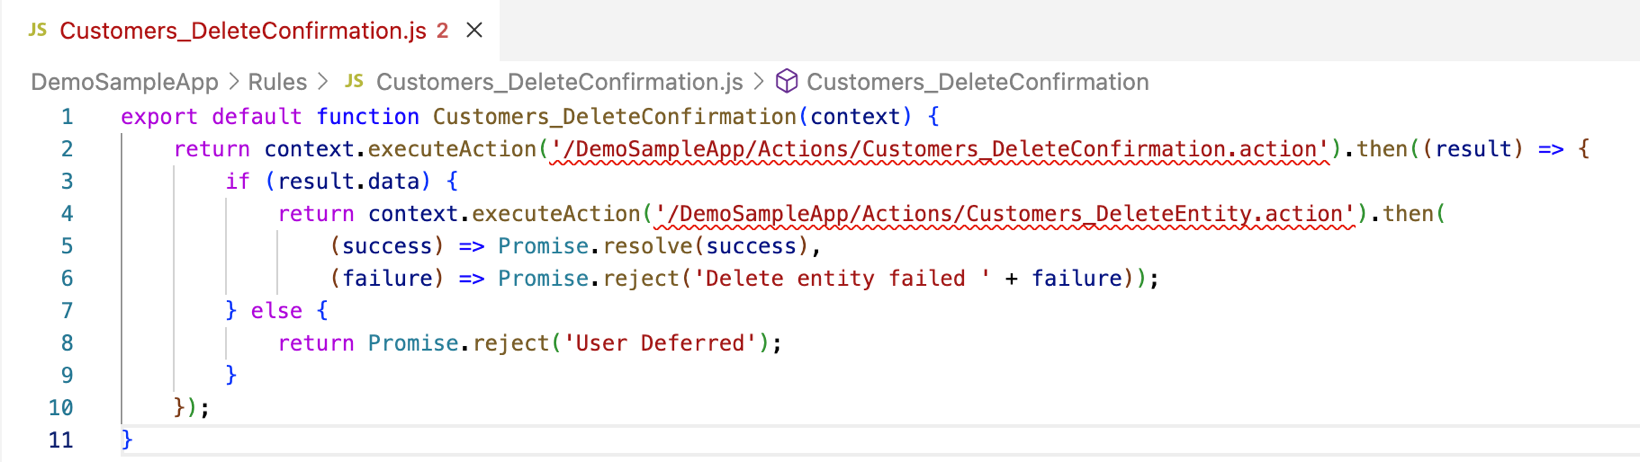 JS Customers_DeleteConfirmation.js 2 ×
DemoSampleApp > Rules > JS Customers_DeleteConfirmation.js > Customers_DeleteConfirmation
1 export default function Customers_DeleteConfirmation(context) {
2     return context.executeAction('/DemoSampleApp/Actions/Customers_DeleteConfirmation.action').then((result) => {
3         if (result.data) {
4             return context.executeAction('/DemoSampleApp/Actions/Customers_DeleteEntity.action').then(
5                 (success) => Promise.resolve(success),
6                 (failure) => Promise.reject('Delete entity failed ' + failure));
7         } else {
8             return Promise.reject('User Deferred');
9         }
10     });
11 }